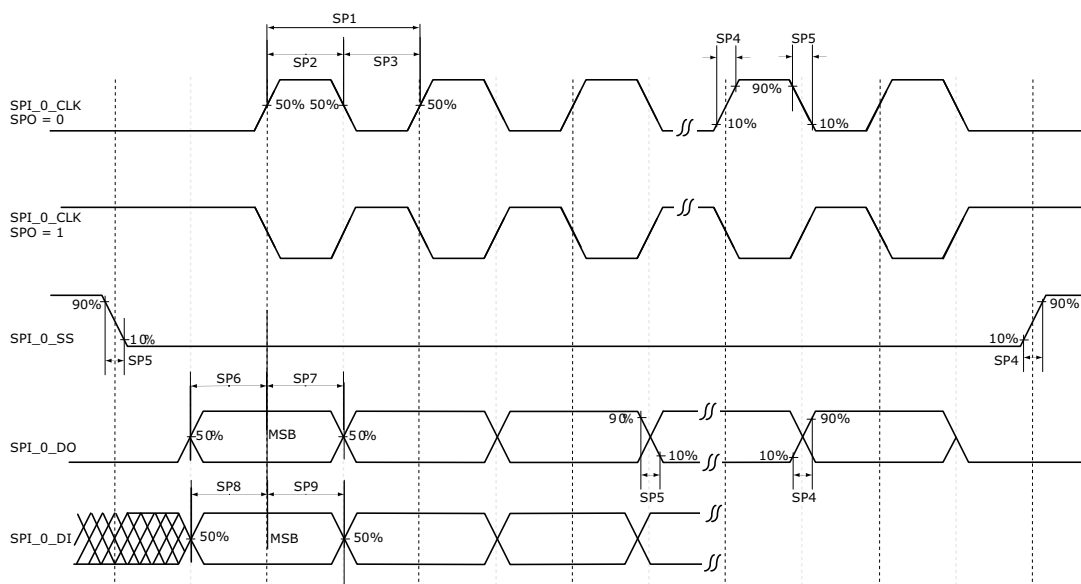 SP1
SP2 SP3
SP4 SP5
SPI_0_CLK
SPO = 0
50% 50% 50% 90%
10% 10%
SPI_0_CLK
SPO = 1
90% 90%
SPI_0_SS
10% 10%
SP5 SP4
SP6 SP7
90% 90%
SPI_0_DO
50% MSB 50%
10% 10%
SP5 SP4
SP8 SP9
SPI_0_DI
50% MSB 50%